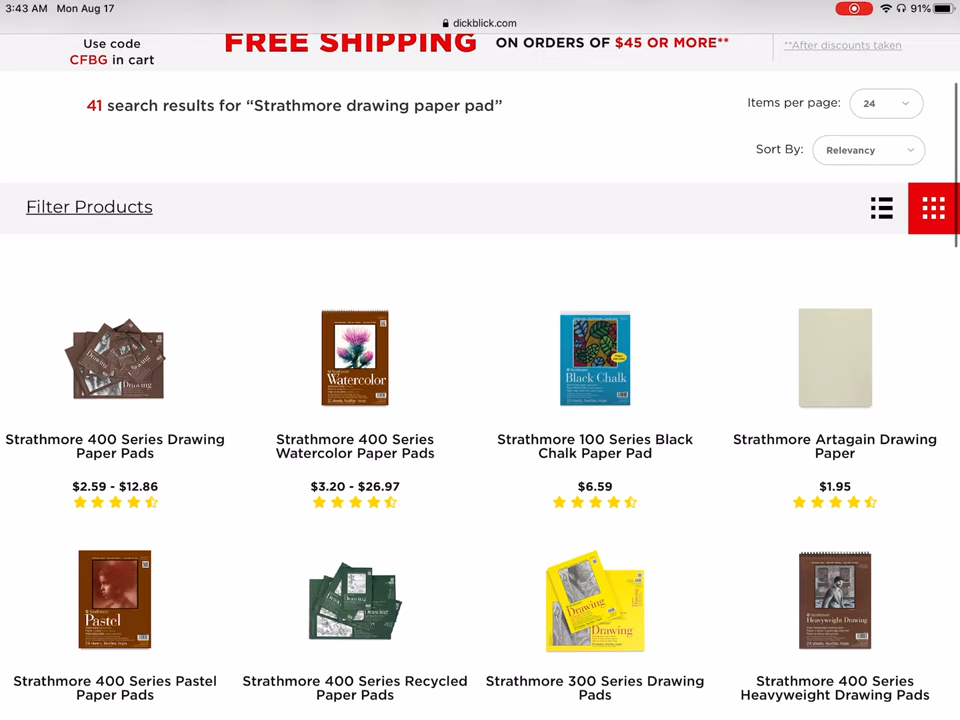 3:43 AM Mon Aug 17
91%
dickblick.com
Use code
CFBG in cart
FREE SHIPPING ON ORDERS OF $45 OR MORE**
**After discounts taken
41 search results for “Strathmore drawing paper pad”
Items per page: 24
Sort By: Relevancy
Filter Products
Drawing
Drawing
Watercolor
Black Chalk
Strathmore 400 Series Drawing
Paper Pads
$2.59 - $12.86
Strathmore 400 Series
Watercolor Paper Pads
$3.20 - $26.97
Strathmore 100 Series Black
Chalk Paper Pad
$6.59
Strathmore Artagain Drawing
Paper
$1.95
Pastel
Drawing
Drawing
Drawing
Heavyweight Drawing
Strathmore 400 Series Pastel
Paper Pads
Strathmore 400 Series Recycled
Paper Pads
Strathmore 300 Series Drawing
Pads
Strathmore 400 Series
Heavyweight Drawing Pads